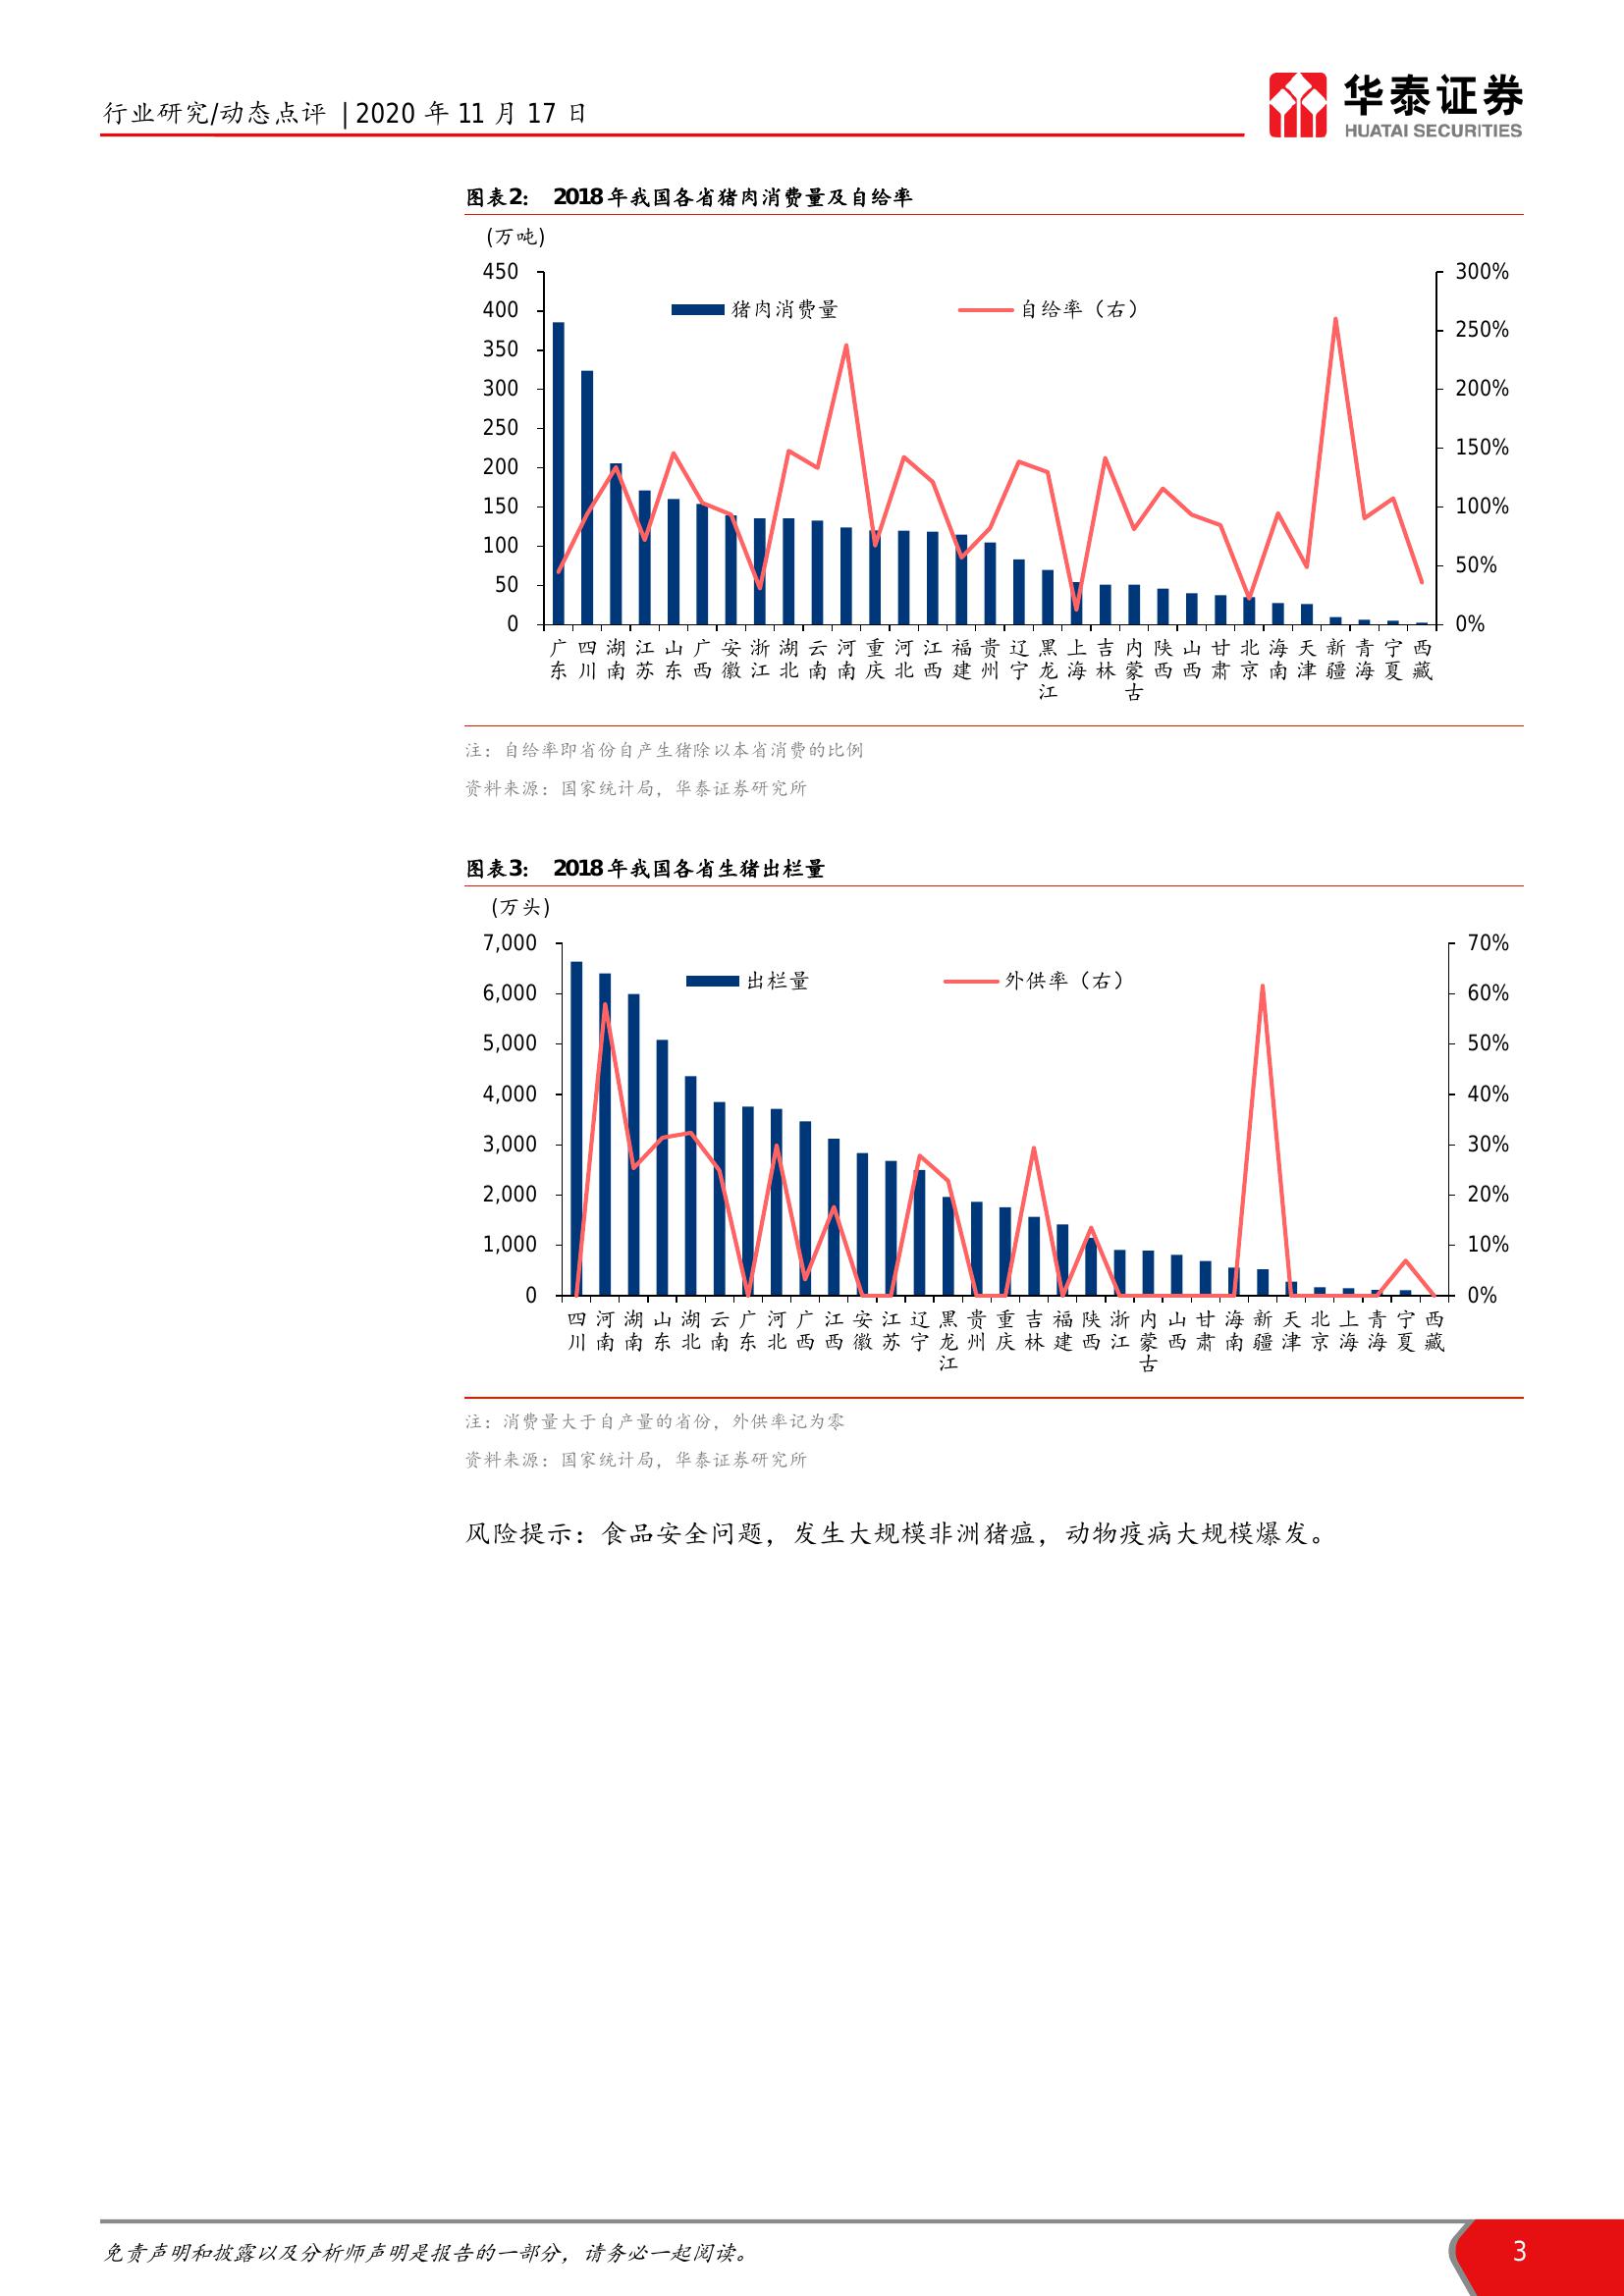 行业研究/动态点评 | 2020 年 11 月 17 日
华泰证券
HUATAI SECURITIES
图表2： 2018 年我国各省猪肉消费量及自给率
(万吨)
450
400
350
300
250
200
150
100
50
0
300%
250%
200%
150%
100%
50%
0%
猪肉消费量 自给率（右）
广东 四川 湖南 江苏 山东 广西 安徽 浙江 湖北 云南 河南 重庆 河北 江西 福建 贵州 辽宁 黑龙江 上海 吉林 内蒙古 陕西 山西 甘肃 北京 海南 天津 新疆 青海 宁夏 西藏
注：自给率即省份自产生猪除以本省消费的比例
资料来源：国家统计局，华泰证券研究所
图表3： 2018 年我国各省生猪出栏量
(万头)
7,000
6,000
5,000
4,000
3,000
2,000
1,000
0
70%
60%
50%
40%
30%
20%
10%
0%
出栏量 外供率（右）
四川 河南 湖南 山东 湖北 云南 广东 河北 广西 江西 安徽 江苏 辽宁 黑龙江 贵州 重庆 吉林 福建 陕西 浙江 内蒙古 山西 甘肃 海南 新疆 天津 北京 上海 青海 宁夏 西藏
注：消费量大于自产量的省份，外供率记为零
资料来源：国家统计局，华泰证券研究所
风险提示：食品安全问题，发生大规模非洲猪瘟，动物疫病大规模爆发。
免责声明和披露以及分析师声明是报告的一部分，请务必一起阅读。
3